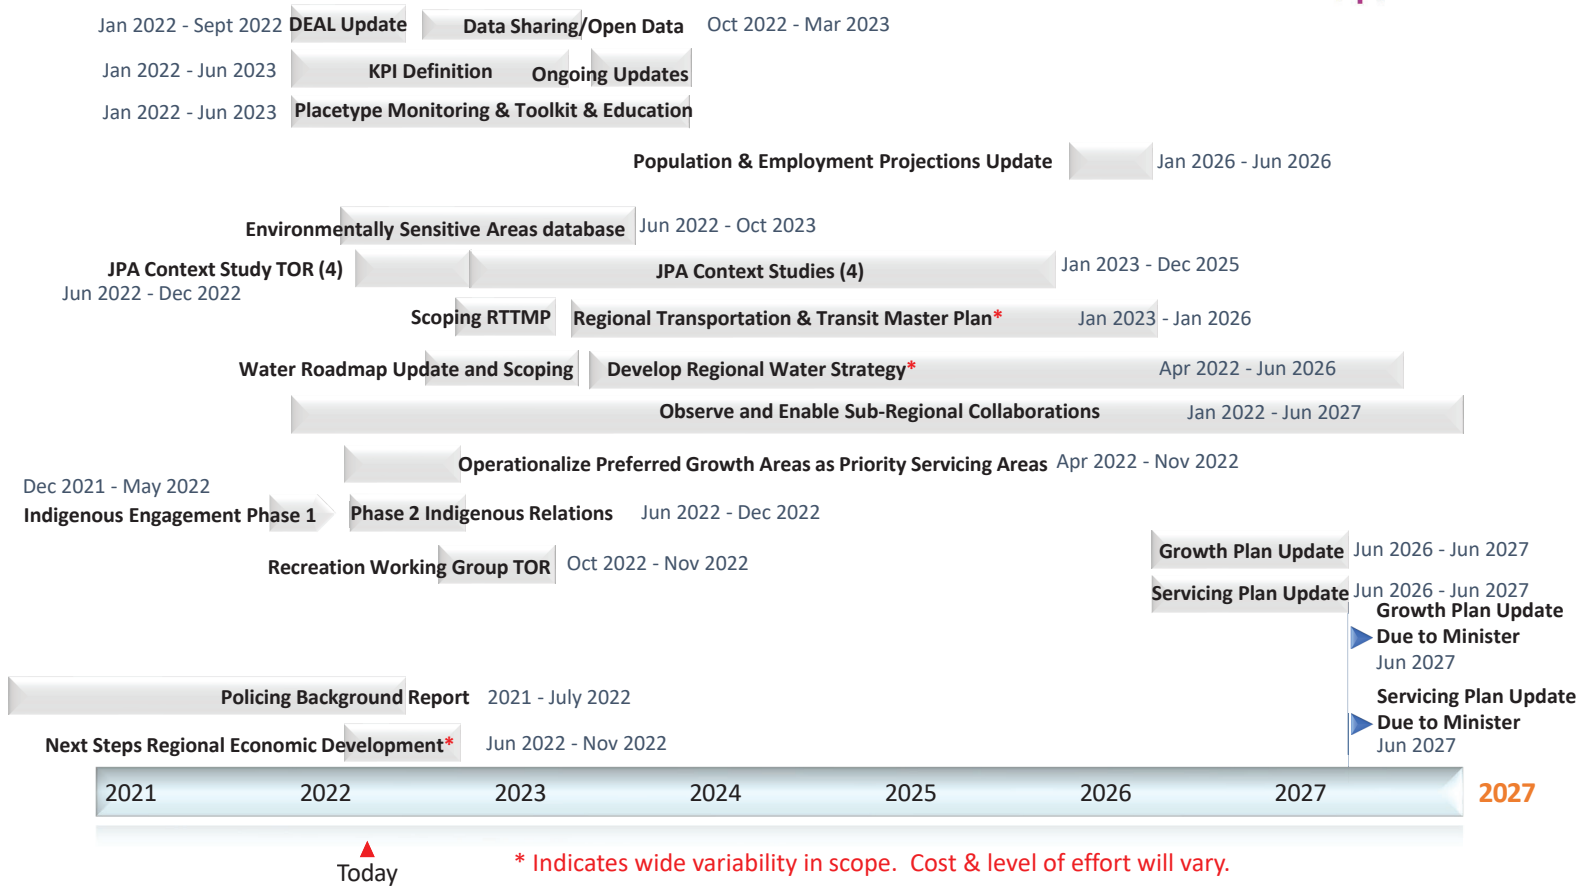 Jan 2022 - Sept 2022 DEAL Update Data Sharing/Open Data Oct 2022 - Mar 2023
Jan 2022 - Jun 2023 KPI Definition Ongoing Updates
Jan 2022 - Jun 2023 Placetype Monitoring & Toolkit & Education
Population & Employment Projections Update Jan 2026 - Jun 2026
Environmentally Sensitive Areas database Jun 2022 - Oct 2023
JPA Context Study TOR (4) JPA Context Studies (4) Jan 2023 - Dec 2025
Jun 2022 - Dec 2022
Scoping RTTMP Regional Transportation & Transit Master Plan* Jan 2023 - Jan 2026
Water Roadmap Update and Scoping Develop Regional Water Strategy* Apr 2022 - Jun 2026
Observe and Enable Sub-Regional Collaborations Jan 2022 - Jun 2027
Operationalize Preferred Growth Areas as Priority Servicing Areas Apr 2022 - Nov 2022
Dec 2021 - May 2022
Indigenous Engagement Phase 1 Phase 2 Indigenous Relations Jun 2022 - Dec 2022
Recreation Working Group TOR Oct 2022 - Nov 2022
Growth Plan Update Jun 2026 - Jun 2027
Servicing Plan Update Jun 2026 - Jun 2027
Growth Plan Update
Due to Minister
Jun 2027
Policing Background Report 2021 - July 2022
Servicing Plan Update
Due to Minister
Jun 2027
Next Steps Regional Economic Development* Jun 2022 - Nov 2022
2021 2022 2023 2024 2025 2026 2027 2027
Today
* Indicates wide variability in scope. Cost & level of effort will vary.